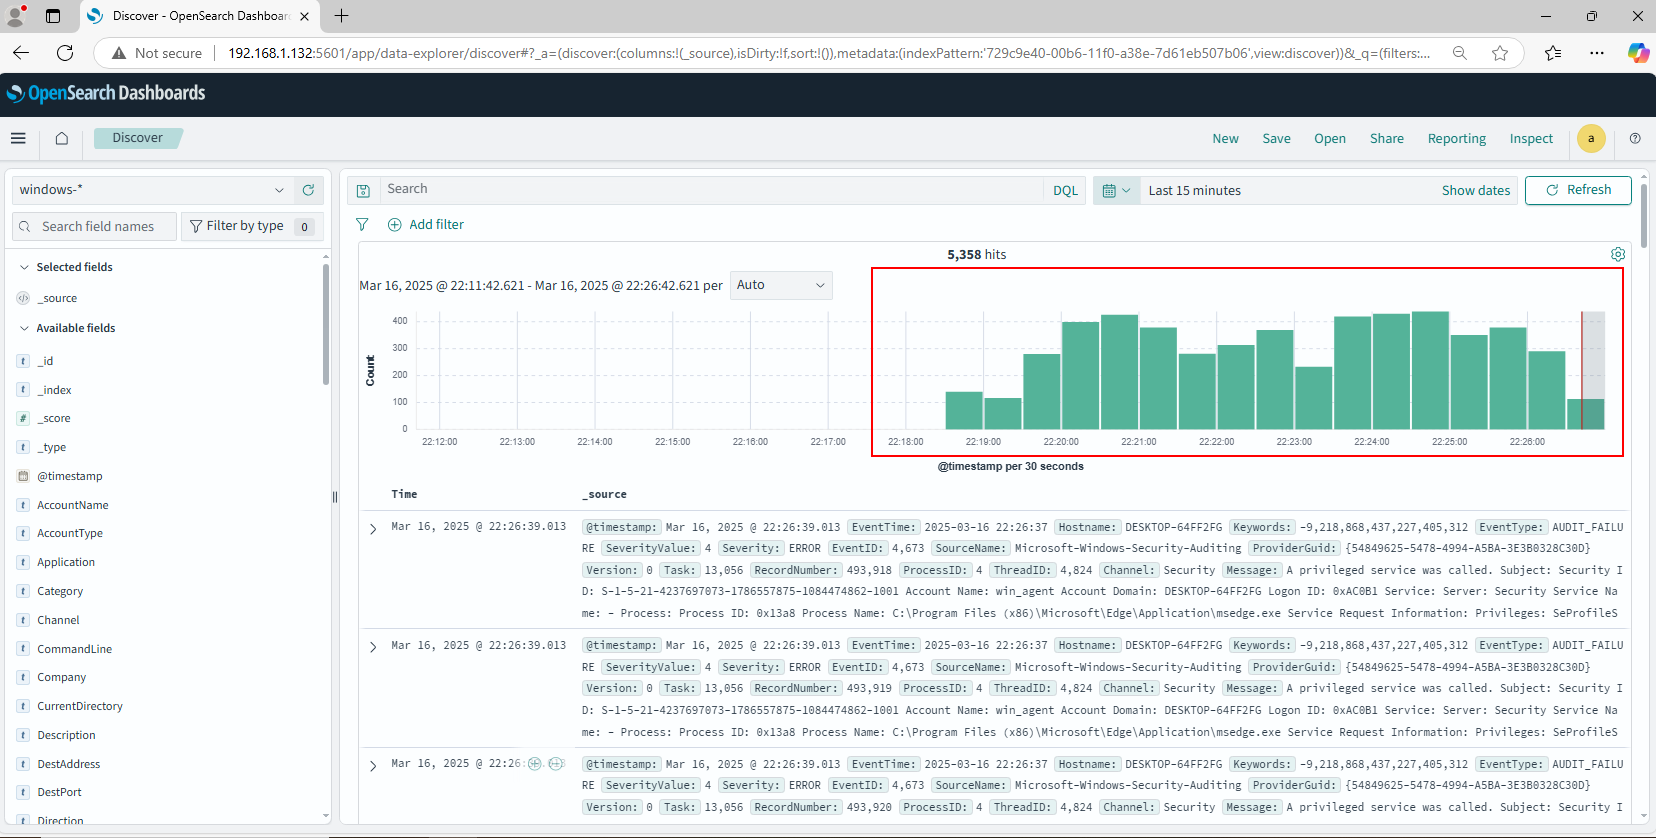 Discover - OpenSearch Dashboard
Not secure
192.168.1.132:5601/app/data-explorer/discover#?_a=(discover:(columns:!(_source),isDirty:!f,sort:!()),metadata:(indexPattern:'729c9e40-00b6-11f0-a38e-7d61eb507b06',view:discover))&_q=(filters:...
OpenSearch Dashboards
Discover
New Save Open Share Reporting Inspect a
windows-*
Search
DQL
Last 15 minutes
Show dates
Refresh
Search field names
Filter by type 0
Add filter
Selected fields
_source
Available fields
t _id
t _index
# _score
t _type
@timestamp
t AccountName
t AccountType
t Application
t Category
t Channel
t CommandLine
t Company
t CurrentDirectory
t Description
t DestAddress
t DestPort
t Direction
5,358 hits
Mar 16, 2025 @ 22:11:42.621 - Mar 16, 2025 @ 22:26:42.621 per Auto
Count
400
300
200
100
0
22:12:00 22:13:00 22:14:00 22:15:00 22:16:00 22:17:00 22:18:00 22:19:00 22:20:00 22:21:00 22:22:00 22:23:00 22:24:00 22:25:00 22:26:00
@timestamp per 30 seconds
Time _source
Mar 16, 2025 @ 22:26:39.013 @timestamp: Mar 16, 2025 @ 22:26:39.013 EventTime: 2025-03-16 22:26:37 Hostname: DESKTOP-64FF2FG Keywords: -9,218,868,437,227,405,312 EventType: AUDIT_FAILU
RE SeverityValue: 4 Severity: ERROR EventID: 4,673 SourceName: Microsoft-Windows-Security-Auditing ProviderGuid: {54849625-5478-4994-A5BA-3E3B0328C30D}
Version: 0 Task: 13,056 RecordNumber: 493,918 ProcessID: 4 ThreadID: 4,824 Channel: Security Message: A privileged service was called. Subject: Security I
D: S-1-5-21-4237697073-1786557875-1084474862-1001 Account Name: win_agent Account Domain: DESKTOP-64FF2FG Logon ID: 0xAC0B1 Service: Server: Security Service Na
me: - Process: Process ID: 0x13a8 Process Name: C:\Program Files (x86)\Microsoft\Edge\Application\msedge.exe Service Request Information: Privileges: SeProfileS
Mar 16, 2025 @ 22:26:39.013 @timestamp: Mar 16, 2025 @ 22:26:39.013 EventTime: 2025-03-16 22:26:37 Hostname: DESKTOP-64FF2FG Keywords: -9,218,868,437,227,405,312 EventType: AUDIT_FAILU
RE SeverityValue: 4 Severity: ERROR EventID: 4,673 SourceName: Microsoft-Windows-Security-Auditing ProviderGuid: {54849625-5478-4994-A5BA-3E3B0328C30D}
Version: 0 Task: 13,056 RecordNumber: 493,919 ProcessID: 4 ThreadID: 4,824 Channel: Security Message: A privileged service was called. Subject: Security I
D: S-1-5-21-4237697073-1786557875-1084474862-1001 Account Name: win_agent Account Domain: DESKTOP-64FF2FG Logon ID: 0xAC0B1 Service: Server: Security Service Na
me: - Process: Process ID: 0x13a8 Process Name: C:\Program Files (x86)\Microsoft\Edge\Application\msedge.exe Service Request Information: Privileges: SeProfileS
Mar 16, 2025 @ 22:26: @timestamp: Mar 16, 2025 @ 22:26:39.013 EventTime: 2025-03-16 22:26:37 Hostname: DESKTOP-64FF2FG Keywords: -9,218,868,437,227,405,312 EventType: AUDIT_FAILU
RE SeverityValue: 4 Severity: ERROR EventID: 4,673 SourceName: Microsoft-Windows-Security-Auditing ProviderGuid: {54849625-5478-4994-A5BA-3E3B0328C30D}
Version: 0 Task: 13,056 RecordNumber: 493,920 ProcessID: 4 ThreadID: 4,824 Channel: Security Message: A privileged service was called. Subject: Security I